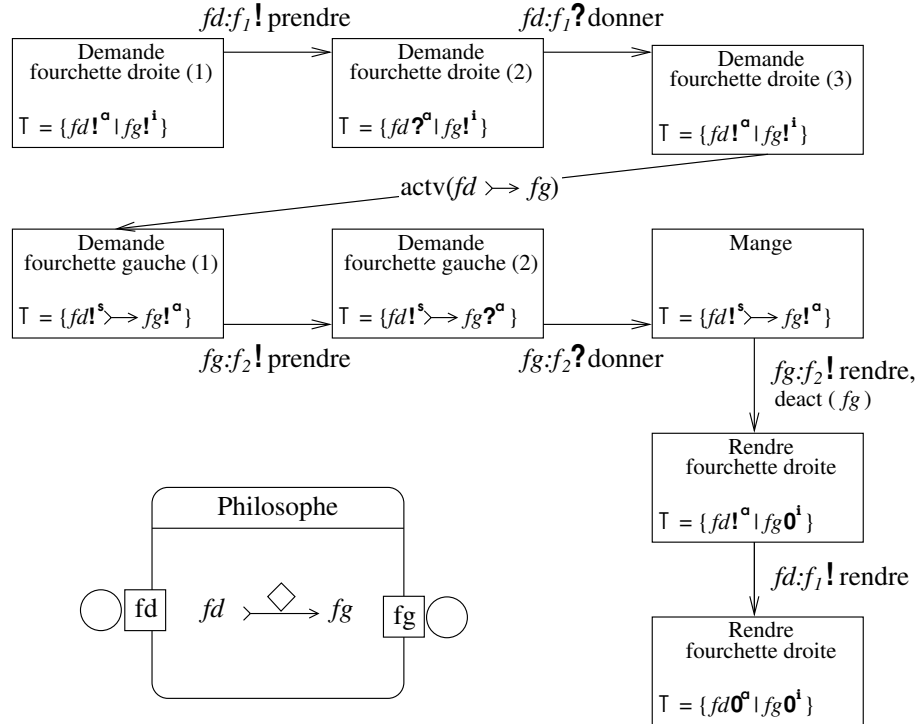 fd:f₁! prendre
fd:f₁? donner
Demande
fourchette droite (1)
T = {fd!ᵃ | fg!ⁱ}
Demande
fourchette droite (2)
T = {fd?ᵃ | fg!ⁱ}
Demande
fourchette droite (3)
T = {fd!ᵃ | fg!ⁱ}
actv(fd ≻→ fg)
Demande
fourchette gauche (1)
T = {fd!ˢ≻→ fg!ᵃ}
Demande
fourchette gauche (2)
T = {fd!ˢ≻→ fg?ᵃ}
Mange
T = {fd!ˢ≻→ fg!ᵃ}
fg:f₂! prendre
fg:f₂? donner
fg:f₂! rendre,
deact (fg)
Rendre
fourchette droite
T = {fd!ᵃ | fg0ⁱ}
fd:f₁! rendre
Rendre
fourchette droite
T = {fd0ᵃ | fg0ⁱ}
Philosophe
fd
fd ≻→ fg
fg